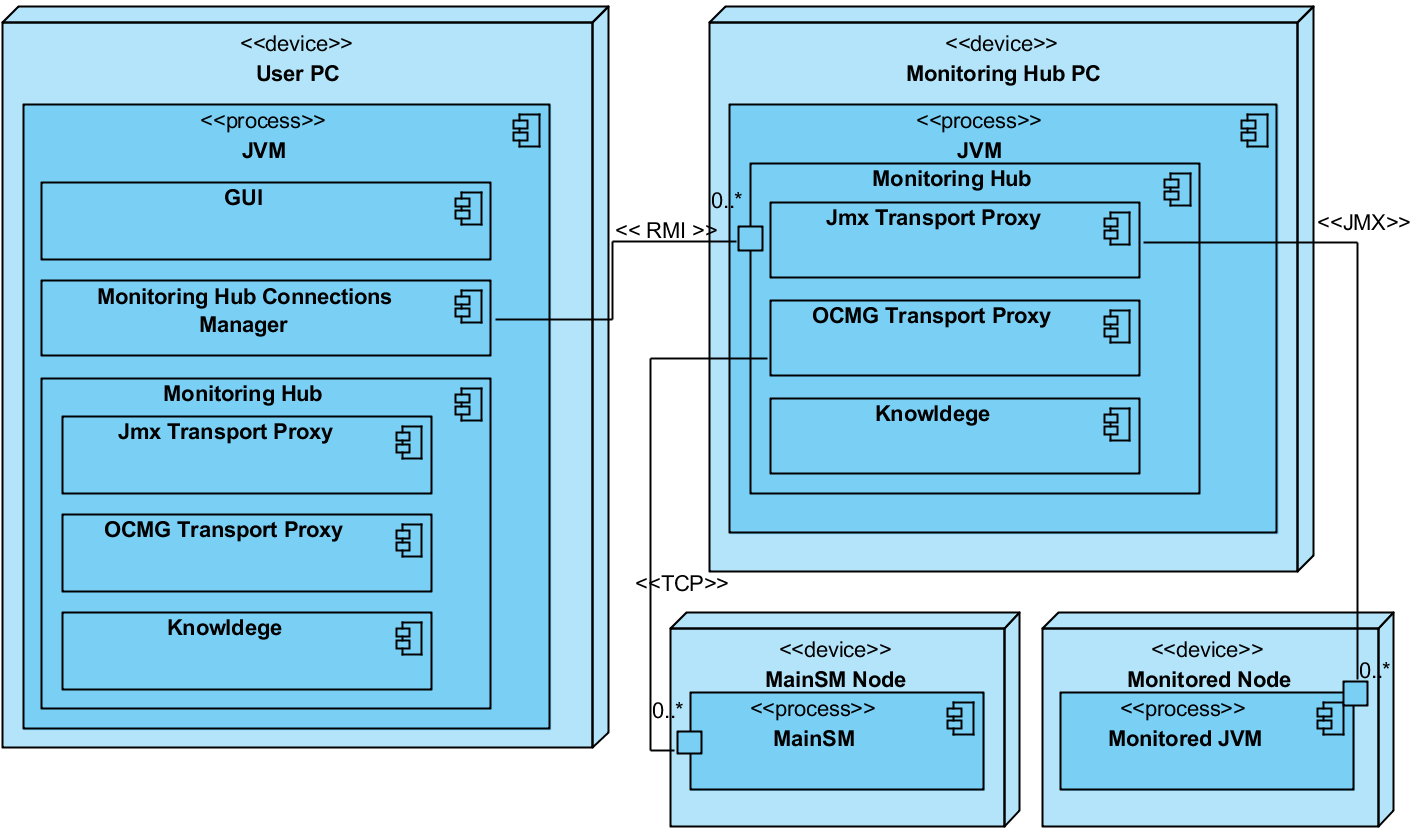 <<device>>
User PC
<<process>>
JVM
GUI
Monitoring Hub Connections
Manager
Monitoring Hub
Jmx Transport Proxy
OCMG Transport Proxy
Knowldege
<< RMI >>
<<device>>
Monitoring Hub PC
<<process>>
JVM
Monitoring Hub
0..*
Jmx Transport Proxy
OCMG Transport Proxy
Knowldege
<<JMX>>
<<TCP>>
<<device>>
MainSM Node
<<process>>
MainSM
0..*
<<device>>
Monitored Node
<<process>>
Monitored JVM
0..*